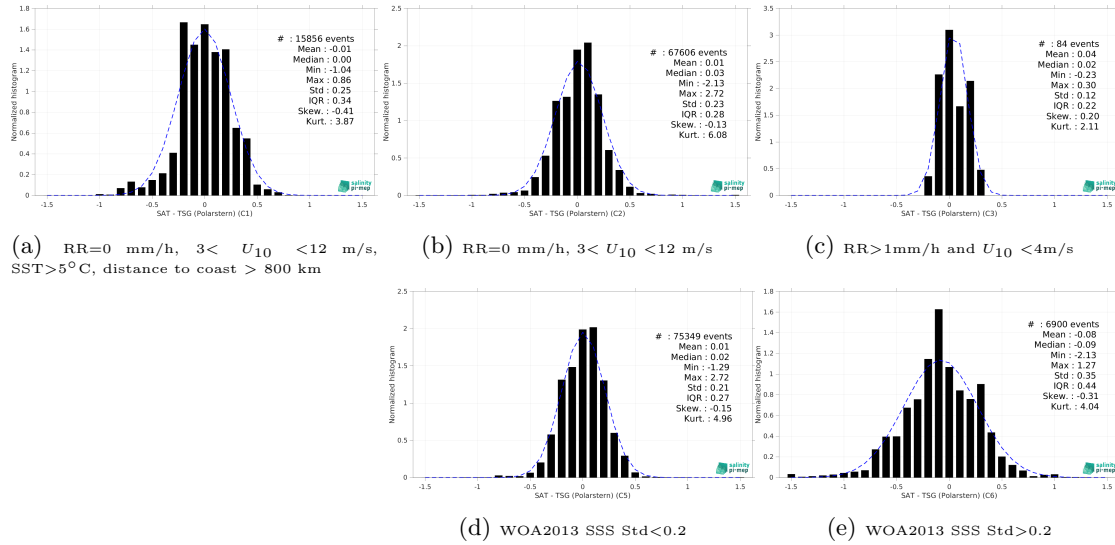 1.8
1.6
1.4
1.2
1
0.8
0.6
0.4
0.2
0
Normalized histogram
# : 15856 events
Mean : -0.01
Median : 0.00
Min : -1.04
Max : 0.86
Std : 0.25
IQR : 0.34
Skew. : -0.41
Kurt. : 3.87
salinity
pi-mep
-1.5 -1 -0.5 0 0.5 1 1.5
SAT - TSG (Polarstern) (C1)
(a) RR=0 mm/h, 3< U10 <12 m/s,
SST>5°C, distance to coast > 800 km
2.5
2
1.5
1
0.5
0
Normalized histogram
# : 67606 events
Mean : 0.01
Median : 0.03
Min : -2.13
Max : 2.72
Std : 0.23
IQR : 0.28
Skew. : -0.13
Kurt. : 6.08
salinity
pi-mep
-1.5 -1 -0.5 0 0.5 1 1.5
SAT - TSG (Polarstern) (C2)
(b) RR=0 mm/h, 3< U10 <12 m/s
3.5
3
2.5
2
1.5
1
0.5
0
Normalized histogram
# : 84 events
Mean : 0.04
Median : 0.02
Min : -0.23
Max : 0.30
Std : 0.12
IQR : 0.22
Skew. : 0.20
Kurt. : 2.11
salinity
pi-mep
-1.5 -1 -0.5 0 0.5 1 1.5
SAT - TSG (Polarstern) (C3)
(c) RR>1mm/h and U10 <4m/s
2.5
2
1.5
1
0.5
0
Normalized histogram
# : 75349 events
Mean : 0.01
Median : 0.02
Min : -1.29
Max : 2.72
Std : 0.21
IQR : 0.27
Skew. : -0.15
Kurt. : 4.96
salinity
pi-mep
-1.5 -1 -0.5 0 0.5 1 1.5
SAT - TSG (Polarstern) (C5)
(d) WOA2013 SSS Std<0.2
1.8
1.6
1.4
1.2
1
0.8
0.6
0.4
0.2
0
Normalized histogram
# : 6900 events
Mean : -0.08
Median : -0.09
Min : -2.13
Max : 1.27
Std : 0.35
IQR : 0.44
Skew. : -0.31
Kurt. : 4.04
salinity
pi-mep
-1.5 -1 -0.5 0 0.5 1 1.5
SAT - TSG (Polarstern) (C6)
(e) WOA2013 SSS Std>0.2